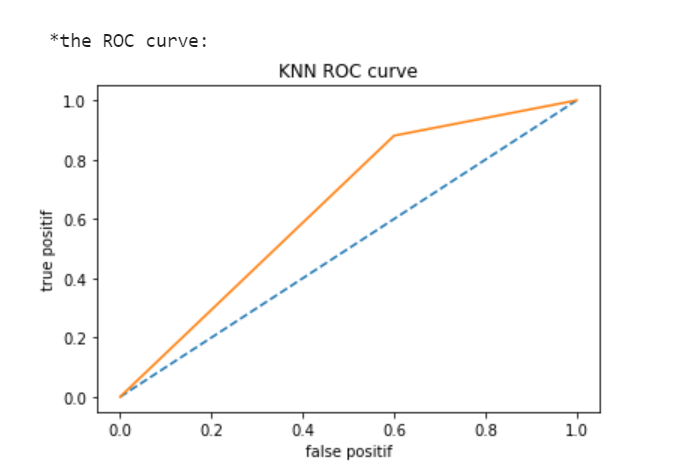 *the ROC curve:
KNN ROC curve
1.0
0.8
0.6
0.4
0.2
0.0
true positif
0.0 0.2 0.4 0.6 0.8 1.0
false positif